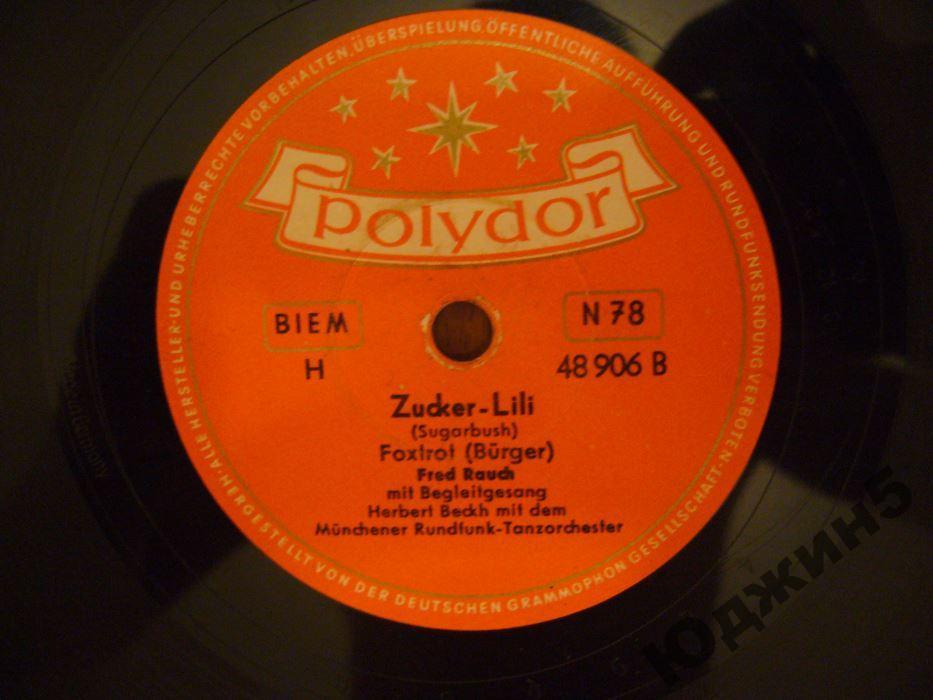 ·ALLE HERSTELLER-UND URHEBERRECHTE VORBEHALTEN. ÜBERSPIELUNG. ÖFFENTLICHE AUFFÜHRUNG UND RUNDFUNKSENDUNG VERBOTEN·
polydor
BIEM
N 78
H
48 906 B
Zucker-Lili
(Sugarbush)
Foxtrot (Bürger)
Fred Rauch
mit Begleitgesang
Herbert Beckh mit dem
Münchener Rundfunk-Tanzorchester
HERGESTELLT VON DER DEUTSCHEN GRAMMOPHON GESELLSCHAFT·N·
Юджин5